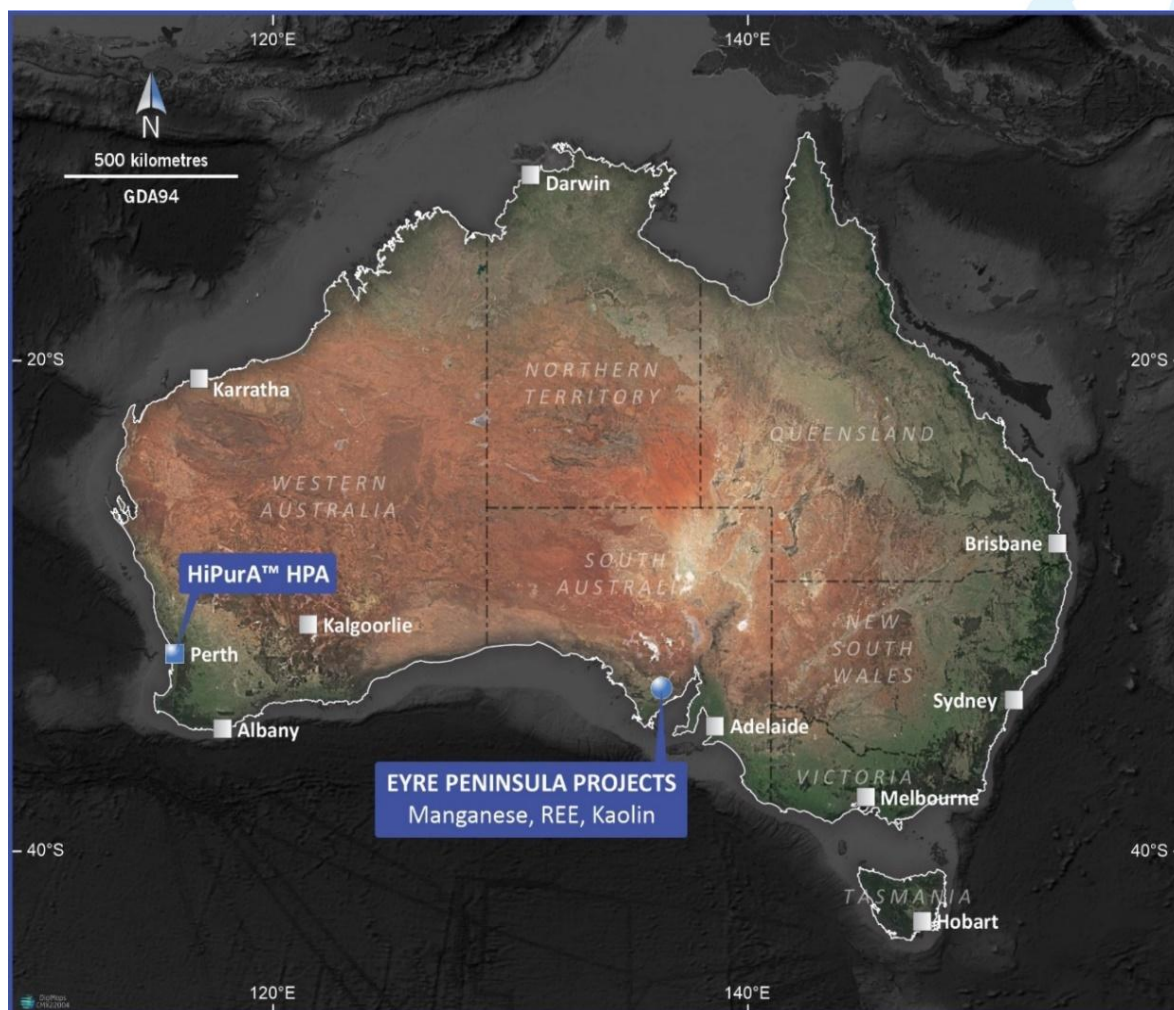 120°E
140°E
N
500 kilometres
GDA94
Darwin
20°S
20°S
Karratha
NORTHERN
TERRITORY
QUEENSLAND
WESTERN
AUSTRALIA
Brisbane
SOUTH
AUSTRALI
HiPurA™ HPA
Kalgoorlie
NEW
SOUTH
WALES
Perth
Sydney
Albany
Adelaide
EYRE PENINSULA PROJECTS
Manganese, REE, Kaolin
VICTORIA
Melbourne
40°S
40°S
TASMANIA
Hobart
120°E
140°E